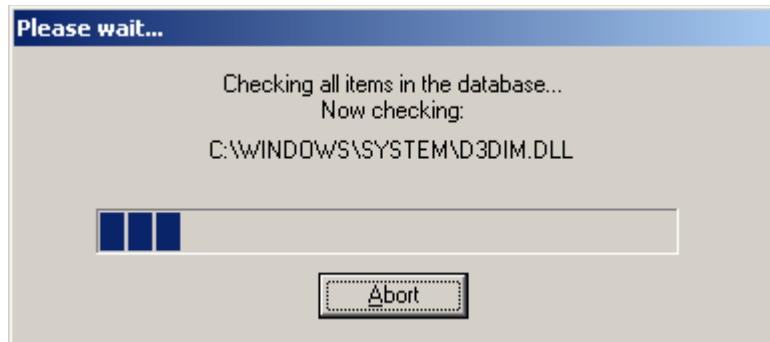 Please wait...
Checking all items in the database...
Now checking:
C:\WINDOWS\SYSTEM\D3DIM.DLL
Abort